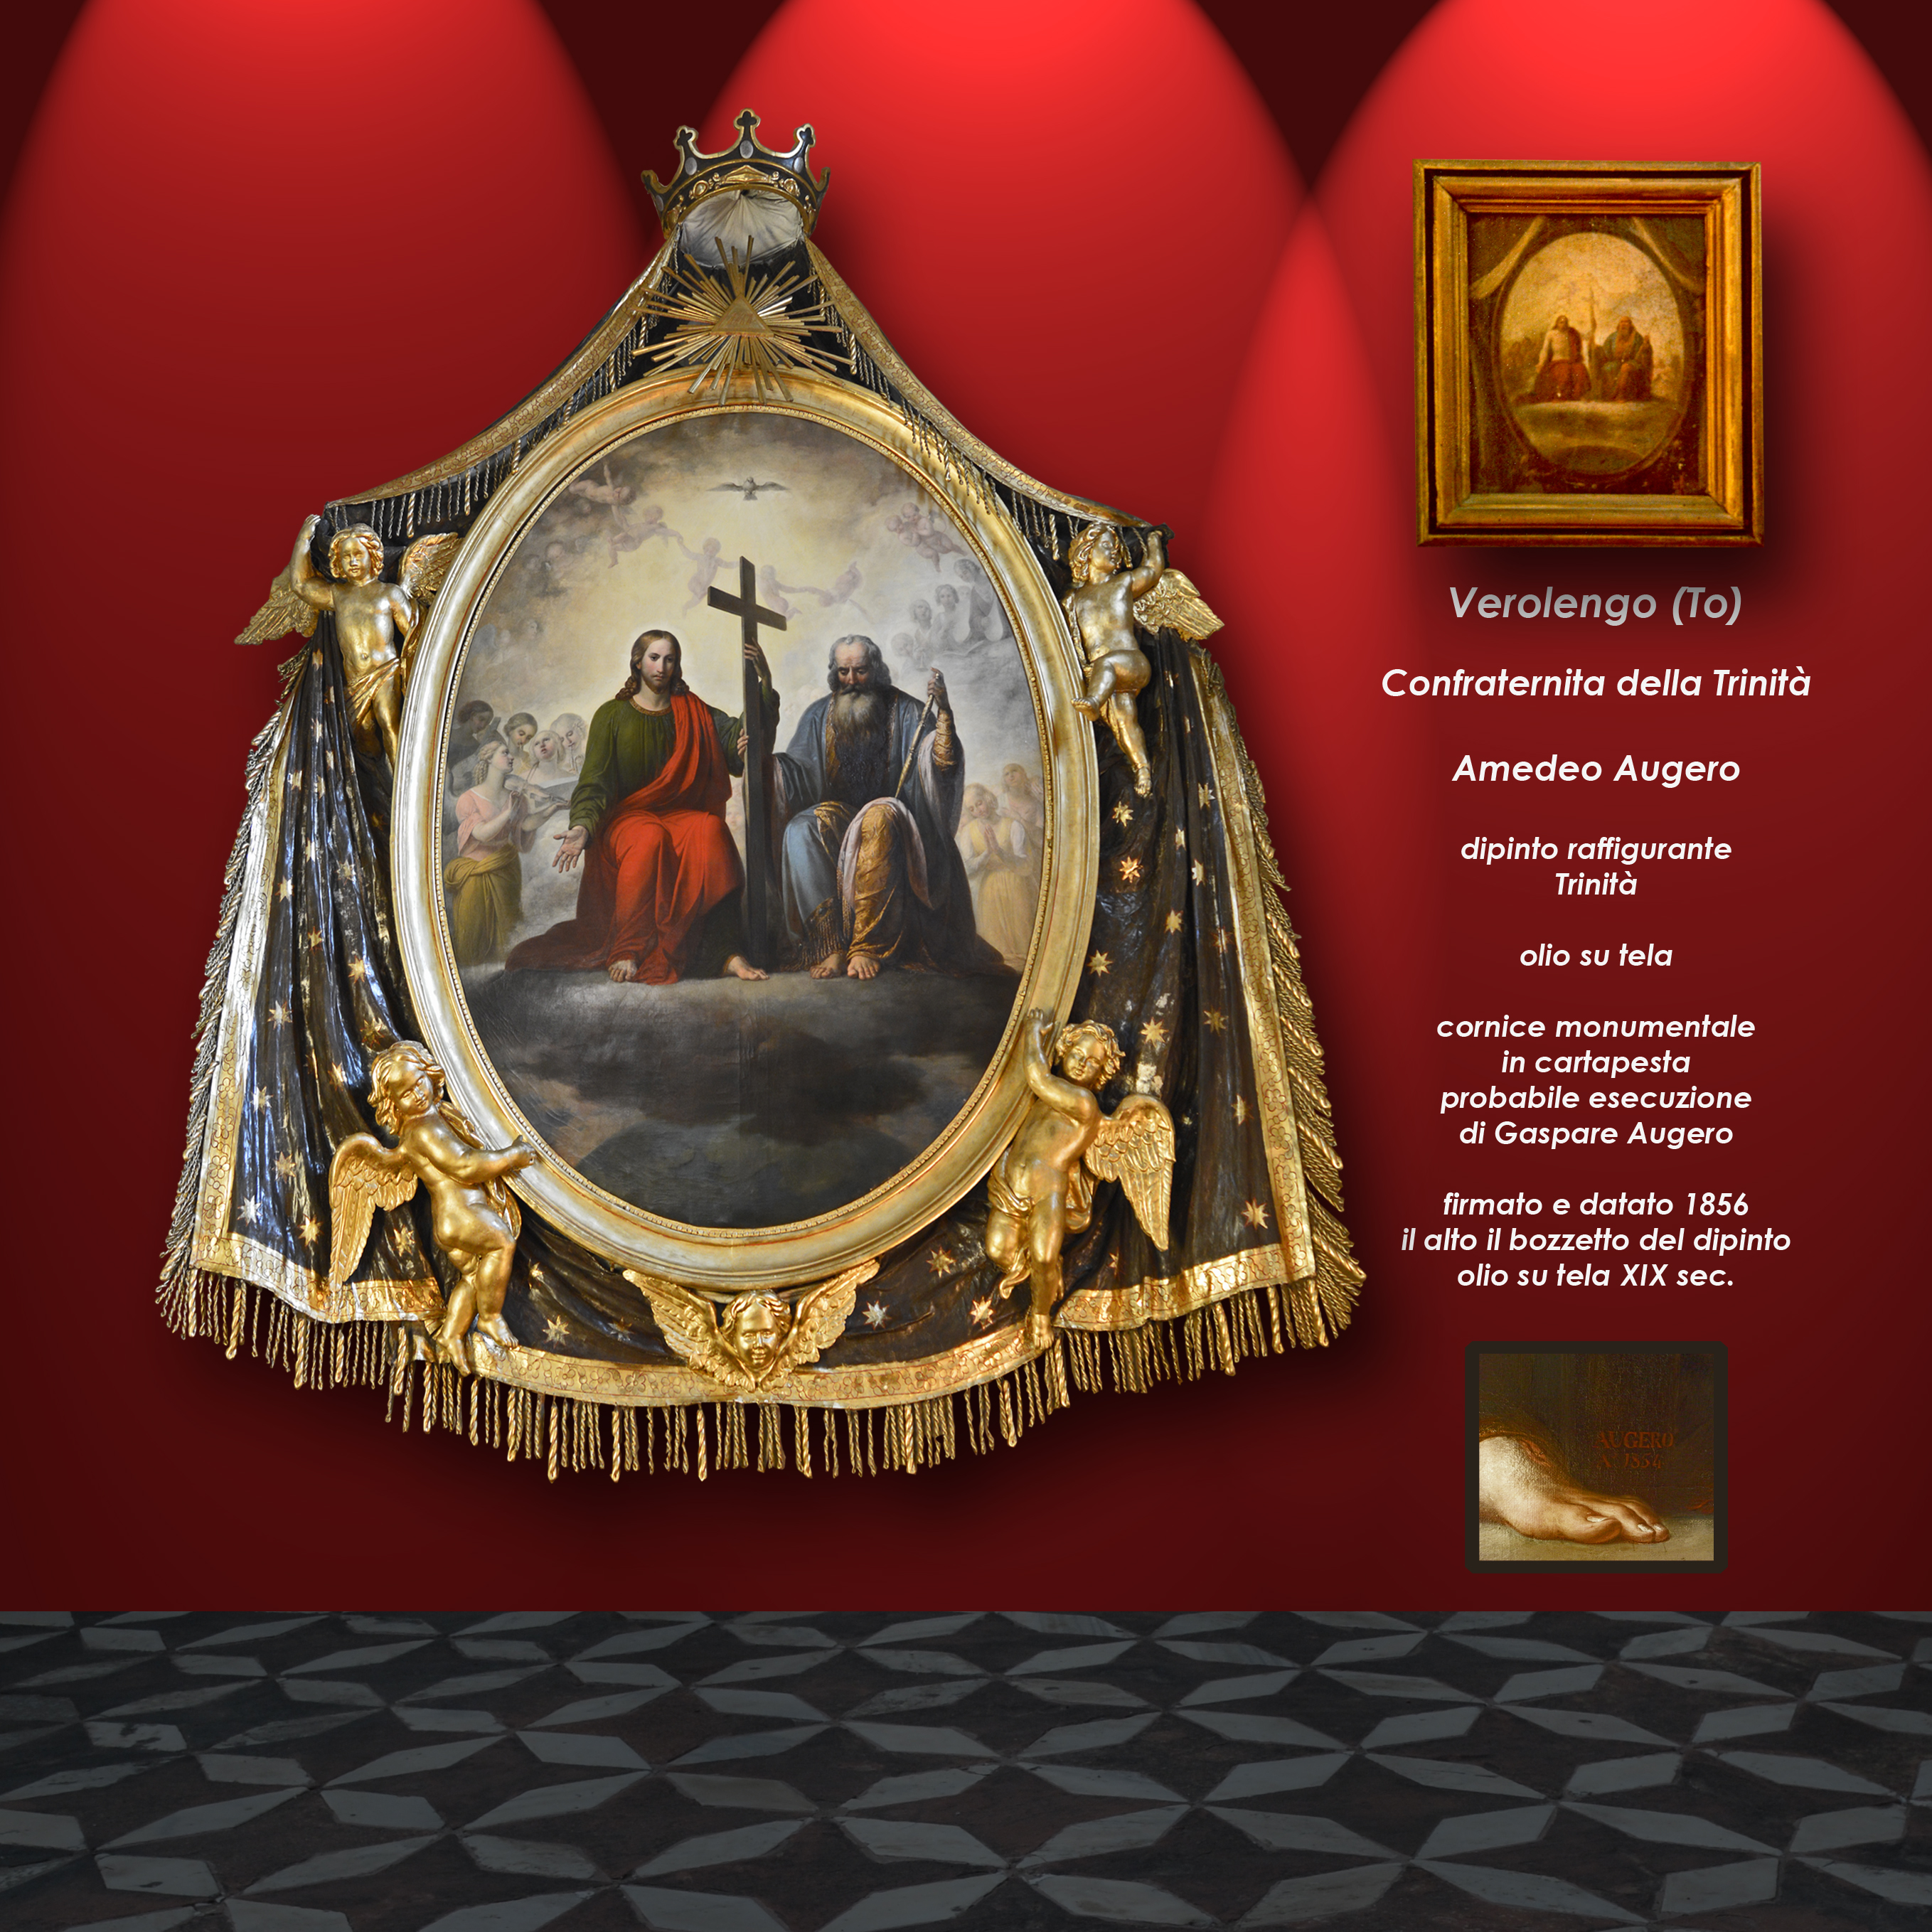 Verolengo (To)
Confraternita della Trinità
Amedeo Augero
dipinto raffigurante
Trinità
olio su tela
cornice monumentale
in cartapesta
probabile esecuzione
di Gaspare Augero
firmato e datato 1856
il alto il bozzetto del dipinto
olio su tela XIX sec.
AUGERO